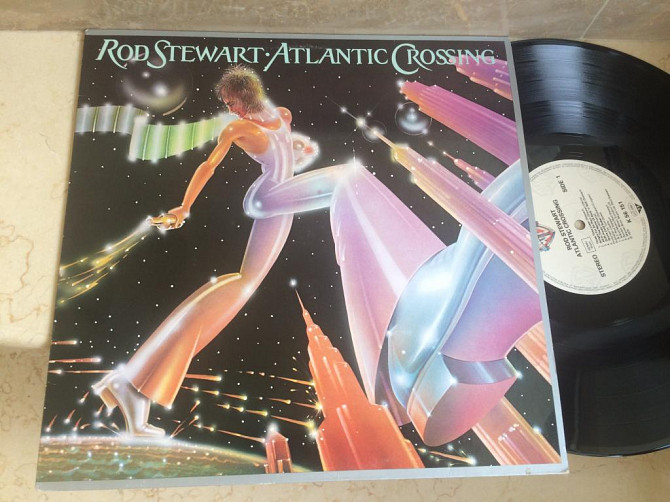 ROD STEWART·ATLANTIC CROSSING
SIDE 1
ROD STEWART
ATLANTIC CROSSING
STEREO